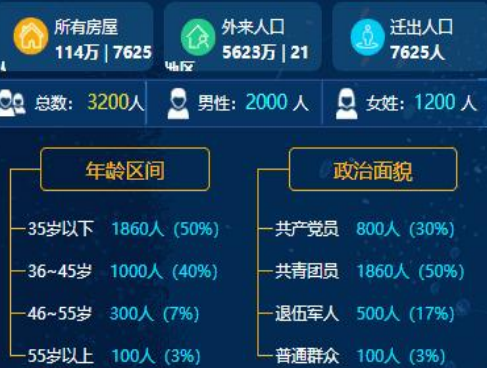 所有房屋
外来人口
迁出人口
114万 | 7625
5623万 | 21
7625人
地区
总数: 3200人
男性: 2000 人
女姓: 1200 人
年龄区间
政治面貌
35岁以下 1860人 (50%)
共产党员 800人 (30%)
36~45岁 1000人 (40%)
共青团员 1860人 (50%)
46~55岁 300人 (7%)
退伍军人 500人 (17%)
55岁以上 100人 (3%)
普通群众 100人 (3%)